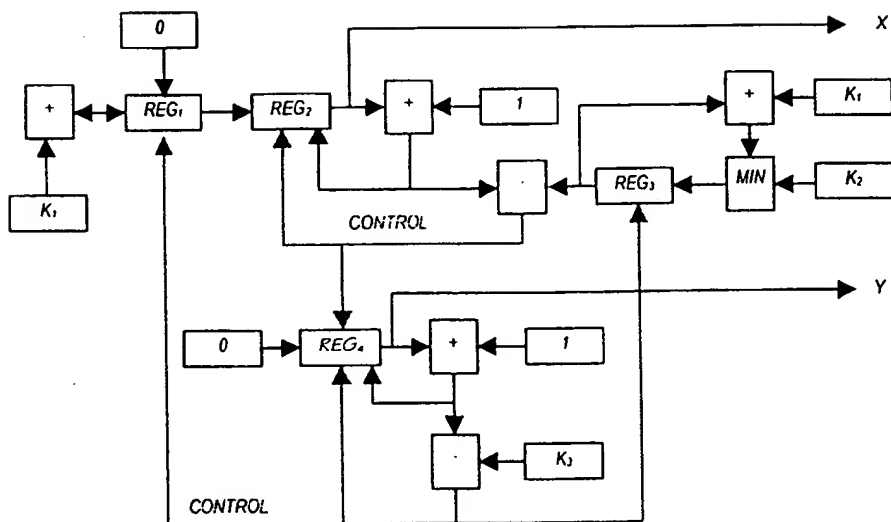 0
X
+
REG₁
REG₂
+
1
+
K₁
K₁
-
REG₃
MIN
K₂
CONTROL
Y
0
REG₄
+
1
-
K₃
CONTROL